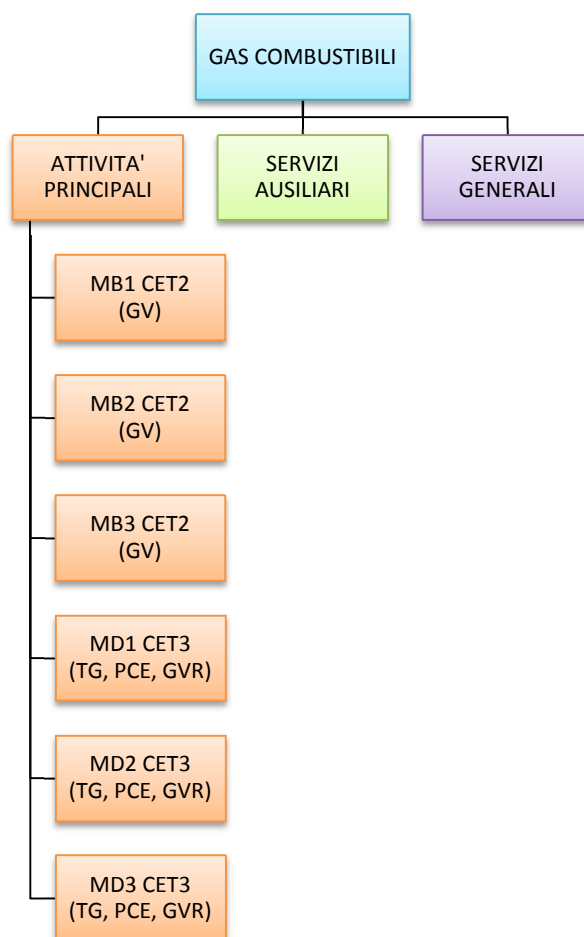 GAS COMBUSTIBILI
ATTIVITA'
PRINCIPALI
SERVIZI
AUSILIARI
SERVIZI
GENERALI
MB1 CET2
(GV)
MB2 CET2
(GV)
MB3 CET2
(GV)
MD1 CET3
(TG, PCE, GVR)
MD2 CET3
(TG, PCE, GVR)
MD3 CET3
(TG, PCE, GVR)